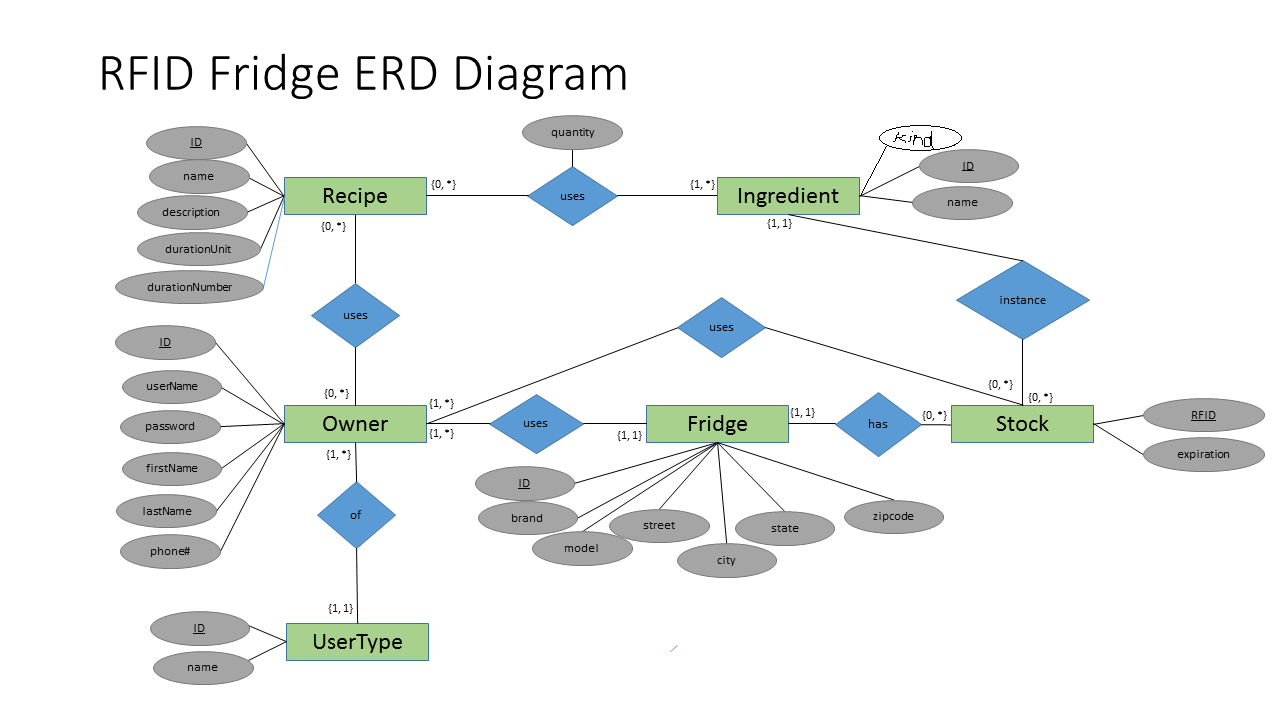 RFID Fridge ERD Diagram
quantity
ID
name
description
durationUnit
durationNumber
Recipe
{0, *}
uses
{1, *}
Ingredient
kind
ID
name
{0, *}
{1, 1}
uses
uses
instance
{0, *}
{0, *}
{0, *}
ID
userName
password
firstName
lastName
phone#
Owner
{1, *}
{1, *}
uses
{1, 1}
Fridge
{1, 1}
has
{0, *}
Stock
RFID
expiration
{1, *}
of
{1, 1}
ID
brand
model
street
city
state
zipcode
UserType
ID
name